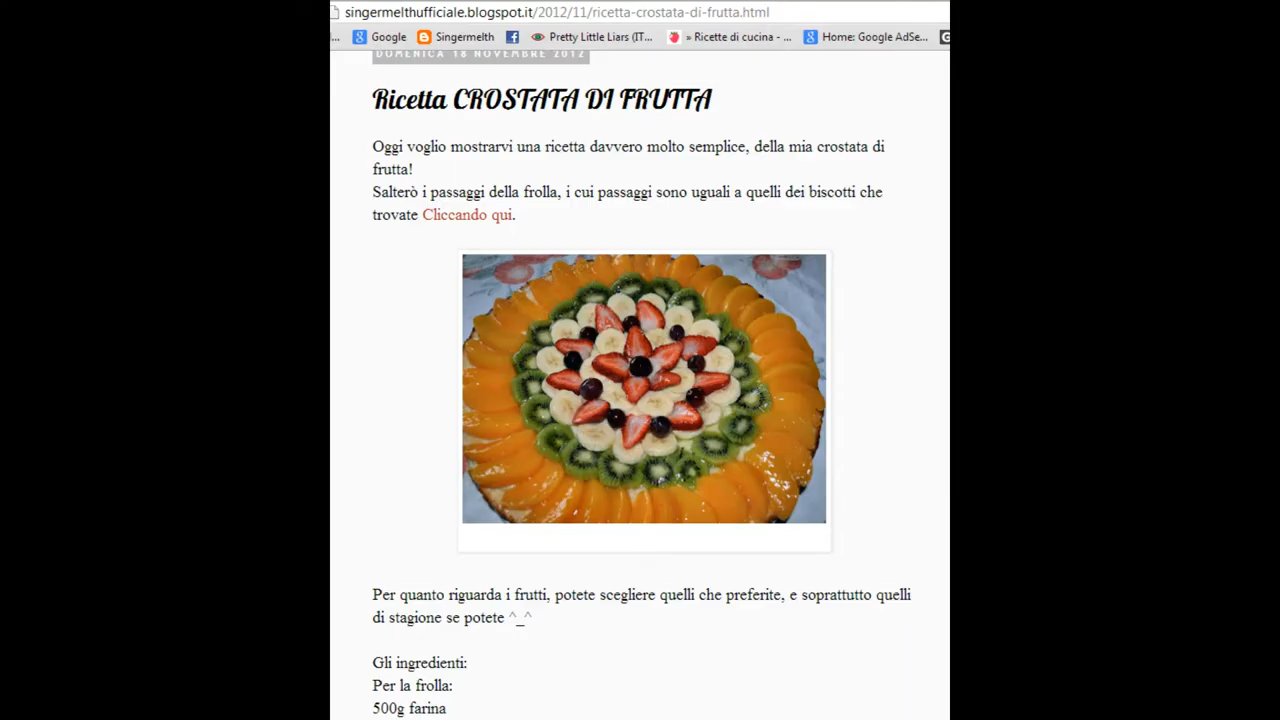 singermelthufficiale.blogspot.it/2012/11/ricetta-crostata-di-frutta.html
... Google Singermelth Pretty Little Liars (IT... » Ricette di cucina - ... Home: Google AdSe... G
DOMENICA 18 NOVEMBRE 2012
Ricetta CROSTATA DI FRUTTA
Oggi voglio mostrarvi una ricetta davvero molto semplice, della mia crostata di
frutta!
Salterò i passaggi della frolla, i cui passaggi sono uguali a quelli dei biscotti che
trovate Cliccando qui.
Per quanto riguarda i frutti, potete scegliere quelli che preferite, e soprattutto quelli
di stagione se potete ^_^
Gli ingredienti:
Per la frolla:
500g farina